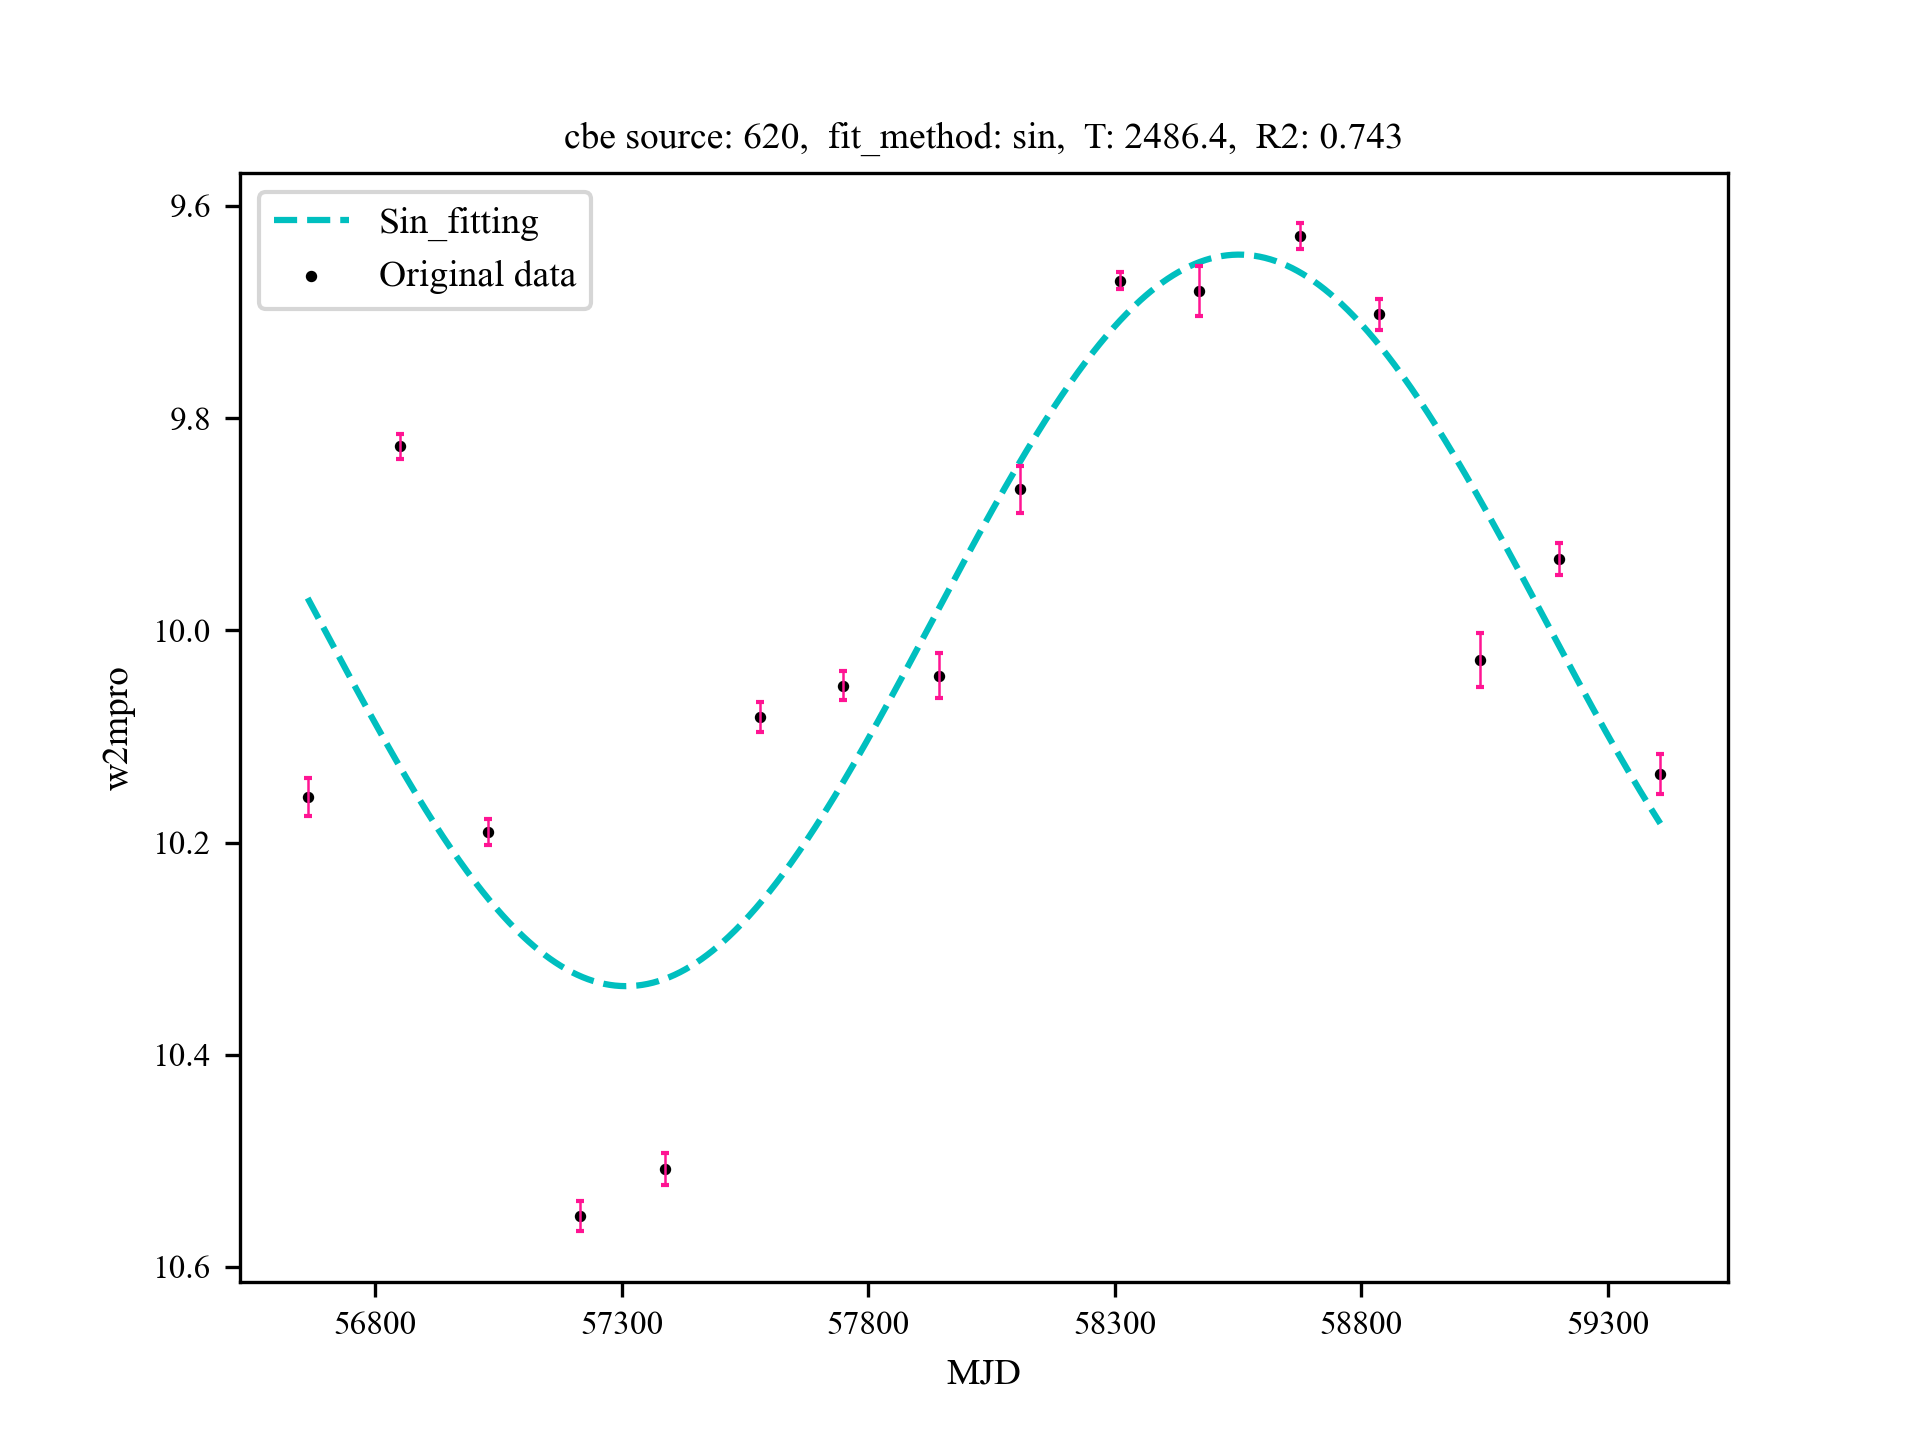 cbe source: 620,  fit_method: sin,  T: 2486.4,  R2: 0.743
Sin_fitting
Original data
9.6
9.8
10.0
10.2
10.4
10.6
w2mpro
56800
57300
57800
58300
58800
59300
MJD